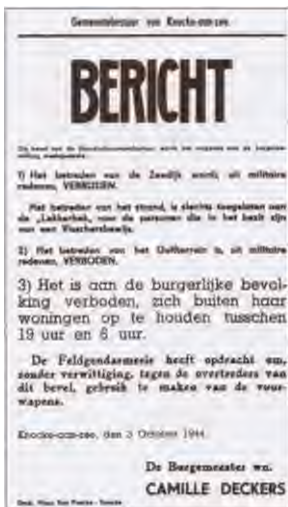 Gemeentebestuur van Knocke-aan-zee.
BERICHT
1) Het betreden van de Zeedijk wordt, uit militaire
redenen, VERBODEN.
Het betreden van het strand, is slechts toegelaten aan
de „Lekkerbek", voor de personen die in het bezit zijn
van een Visscherbewijs.
2) Het betreden van het Golfterrein is, uit militaire
redenen, VERBODEN.
3) Het is aan de burgerlijke bevol-
king verboden, zich buiten haar
woningen op te houden tusschen
19 uur en 6 uur.
De Feldgendarmerie heeft opdracht om,
zonder verwittiging, tegen de overtreders van
dit bevel, gebruik te maken van de vuur-
wapens.
Knocke-aan-zee, den 3 October 1944.
De Burgemeester wn.
CAMILLE DECKERS